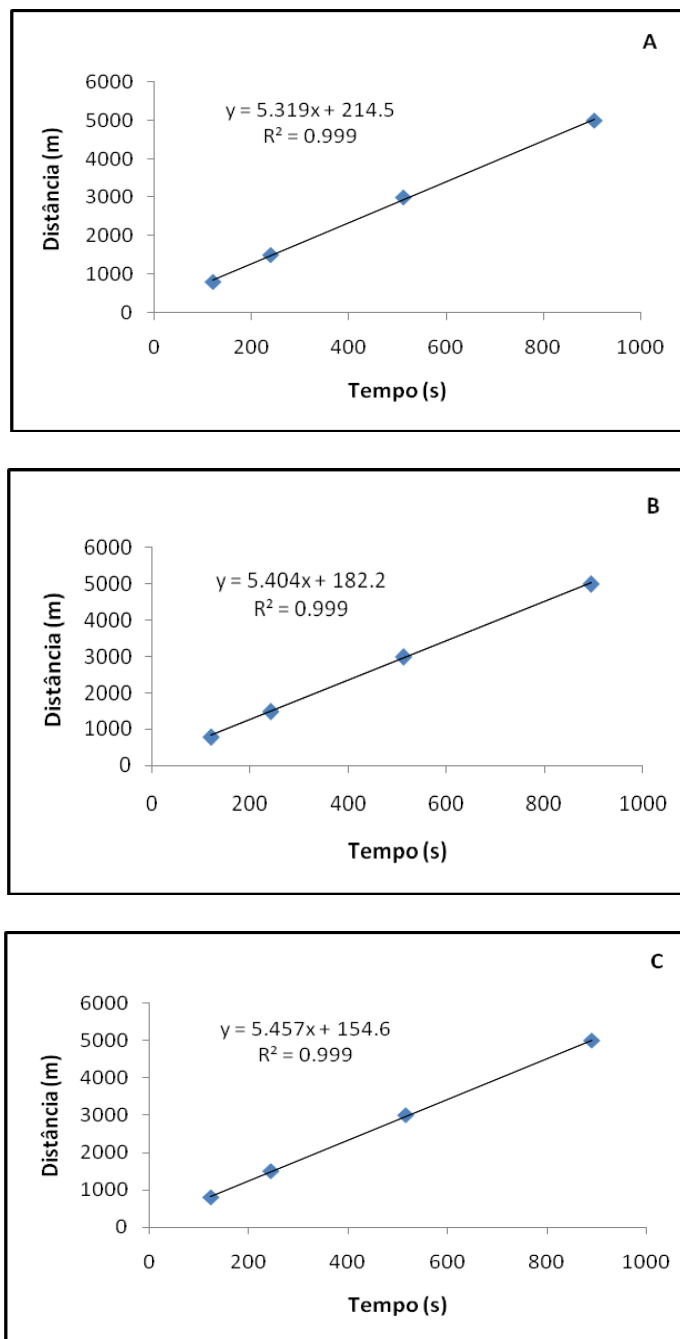 A
6000
5000
4000
3000
2000
1000
0
y = 5.319x + 214.5
R² = 0.999
Distância (m)
0 200 400 600 800 1000
Tempo (s)
B
6000
5000
4000
3000
2000
1000
0
y = 5.404x + 182.2
R² = 0.999
Distância (m)
0 200 400 600 800 1000
Tempo (s)
C
6000
5000
4000
3000
2000
1000
0
y = 5.457x + 154.6
R² = 0.999
Distância (m)
0 200 400 600 800 1000
Tempo (s)